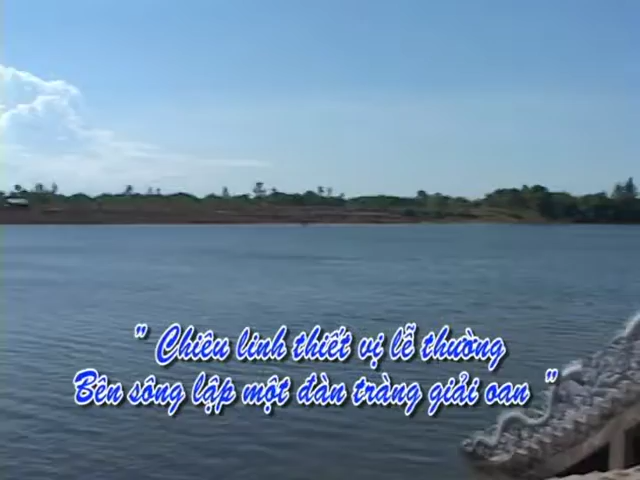 " Chiêu linh thiết vị lễ thường
Bên sông lập một đàn tràng giải oan "